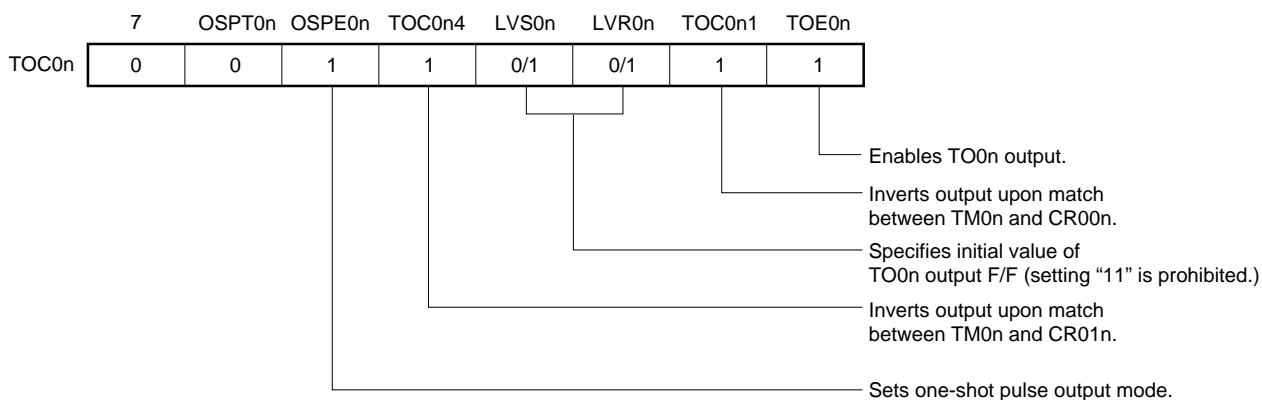 7 OSPT0n OSPE0n TOC0n4 LVS0n LVR0n TOC0n1 TOE0n
TOC0n 0 0 1 1 0/1 0/1 1 1
Enables TO0n output.
Inverts output upon match
between TM0n and CR00n.
Specifies initial value of
TO0n output F/F (setting “11” is prohibited.)
Inverts output upon match
between TM0n and CR01n.
Sets one-shot pulse output mode.